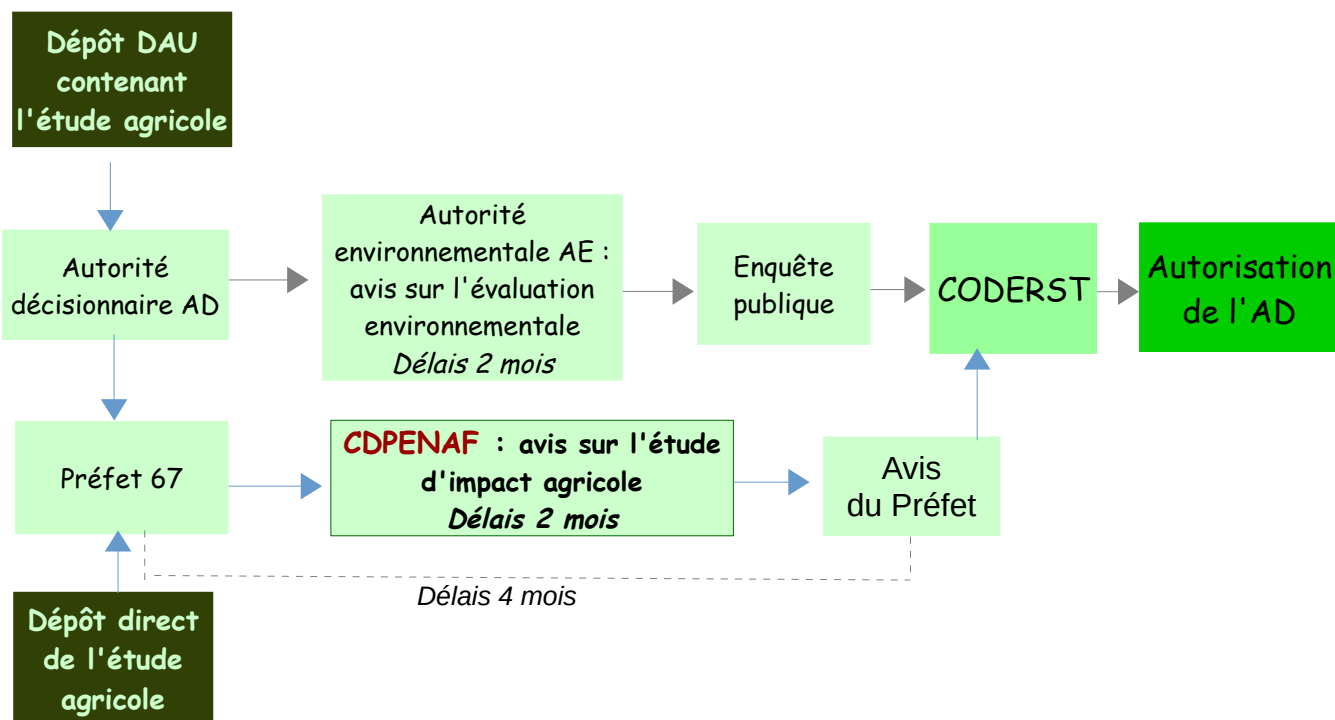 Dépôt DAU
contenant
l'étude agricole
Autorité
décisionnaire AD
Autorité
environnementale AE :
avis sur l'évaluation
environnementale
Délais 2 mois
Enquête
publique
CODERST
Autorisation
de l'AD
Préfet 67
CDPENAF : avis sur l'étude
d'impact agricole
Délais 2 mois
Avis
du Préfet
Délais 4 mois
Dépôt direct
de l'étude
agricole